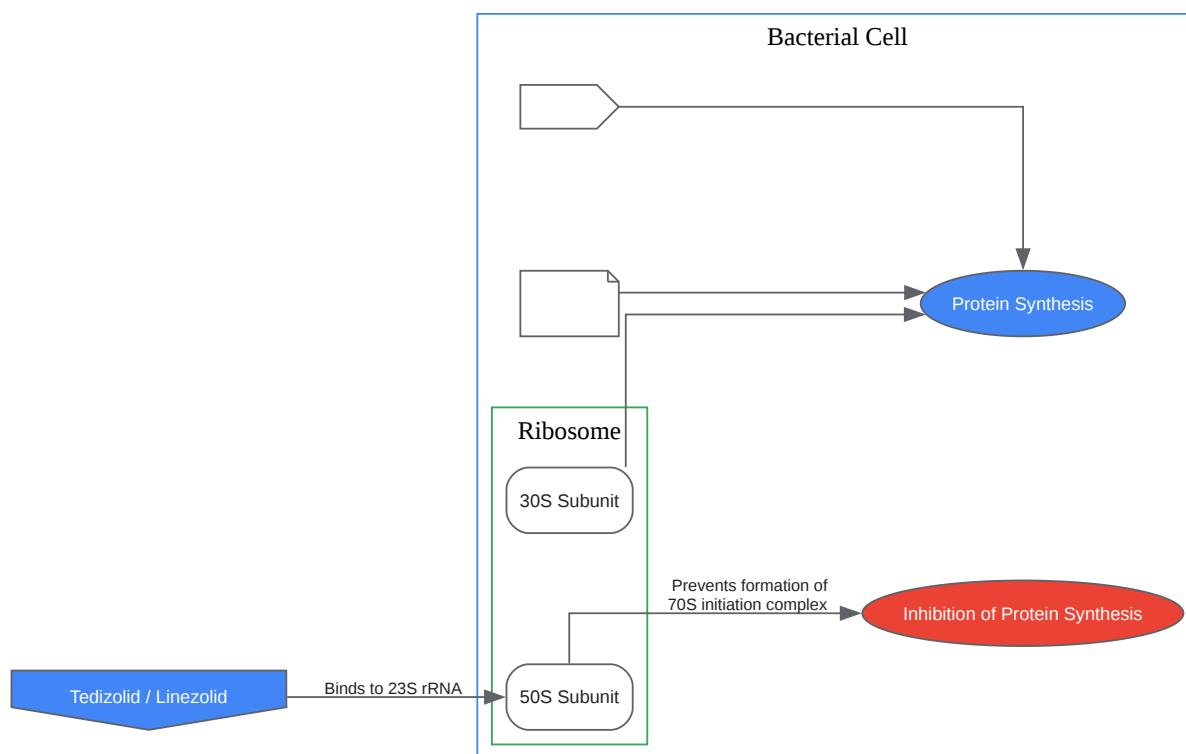 Bacterial Cell
Protein Synthesis
Ribosome
30S Subunit
Prevents formation of
70S initiation complex
Inhibition of Protein Synthesis
Tedizolid / Linezolid
Binds to 23S rRNA
50S Subunit